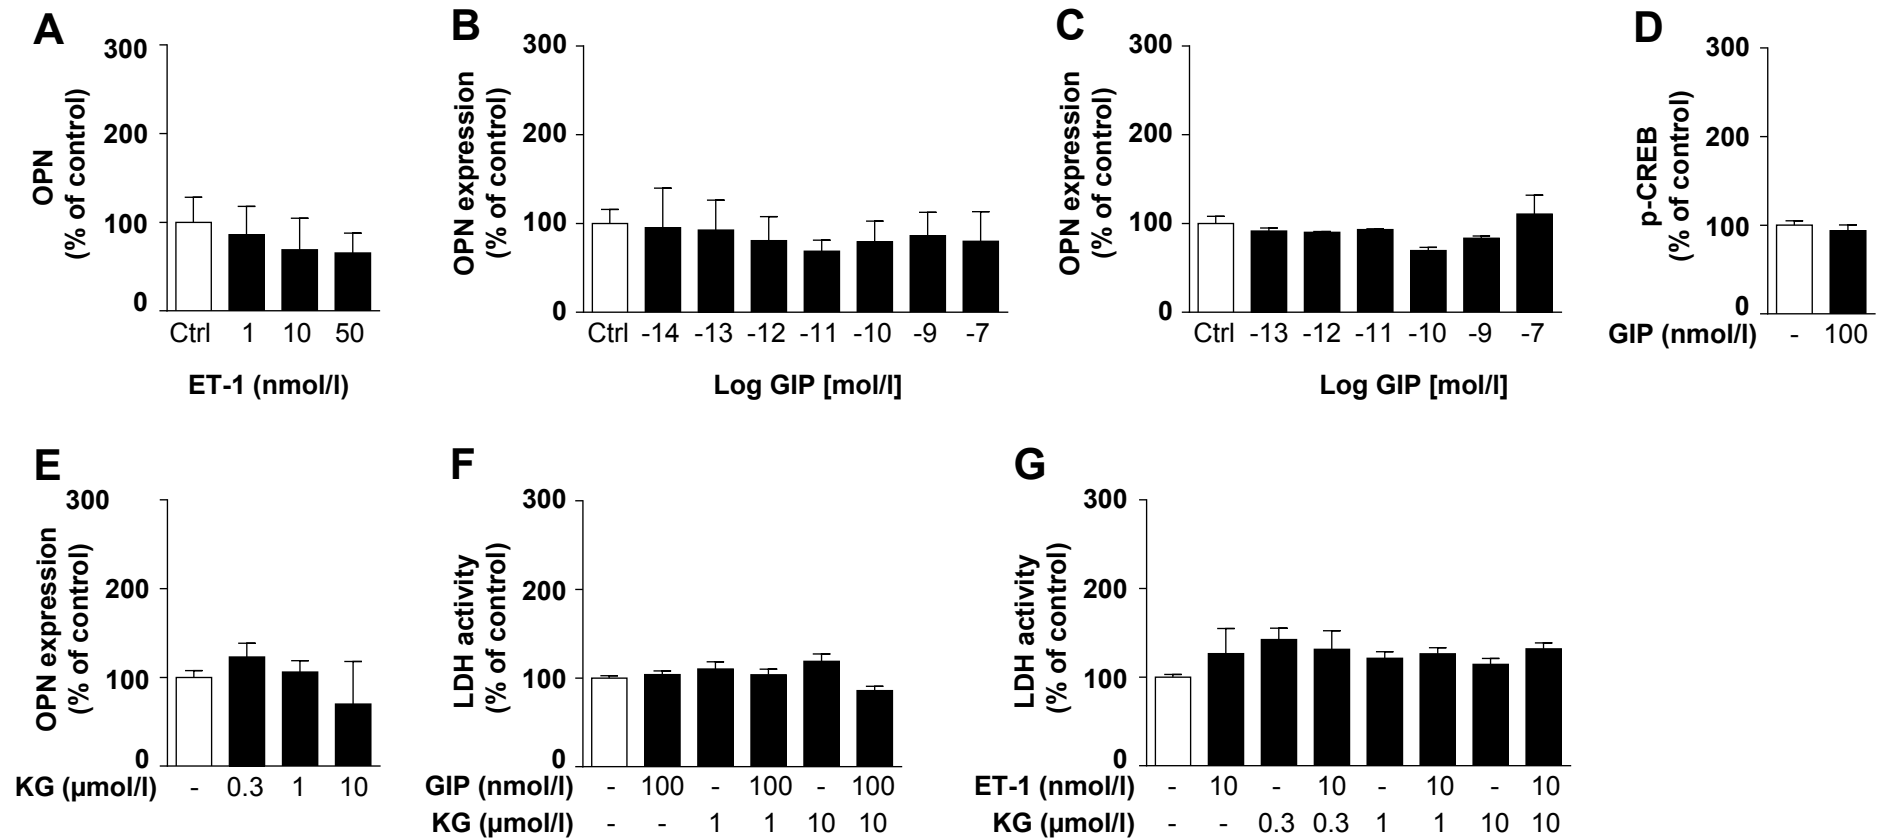 A
300
200
100
0
OPN
(% of control)
Ctrl 1 10 50
ET-1 (nmol/l)
B
300
200
100
0
OPN expression
(% of control)
Ctrl -14 -13 -12 -11 -10 -9 -7
Log GIP [mol/l]
C
300
200
100
0
OPN expression
(% of control)
Ctrl -13 -12 -11 -10 -9 -7
Log GIP [mol/l]
D
300
200
100
0
p-CREB
(% of control)
GIP (nmol/l) - 100
E
300
200
100
0
OPN expression
(% of control)
KG (µmol/l) - 0.3 1 10
F
300
200
100
0
LDH activity
(% of control)
GIP (nmol/l) - 100 - 100 - 100
KG (µmol/l) - - 1 1 10 10
G
300
200
100
0
LDH activity
(% of control)
ET-1 (nmol/l) - 10 - 10 - 10 - 10
KG (µmol/l) - - 0.3 0.3 1 1 10 10